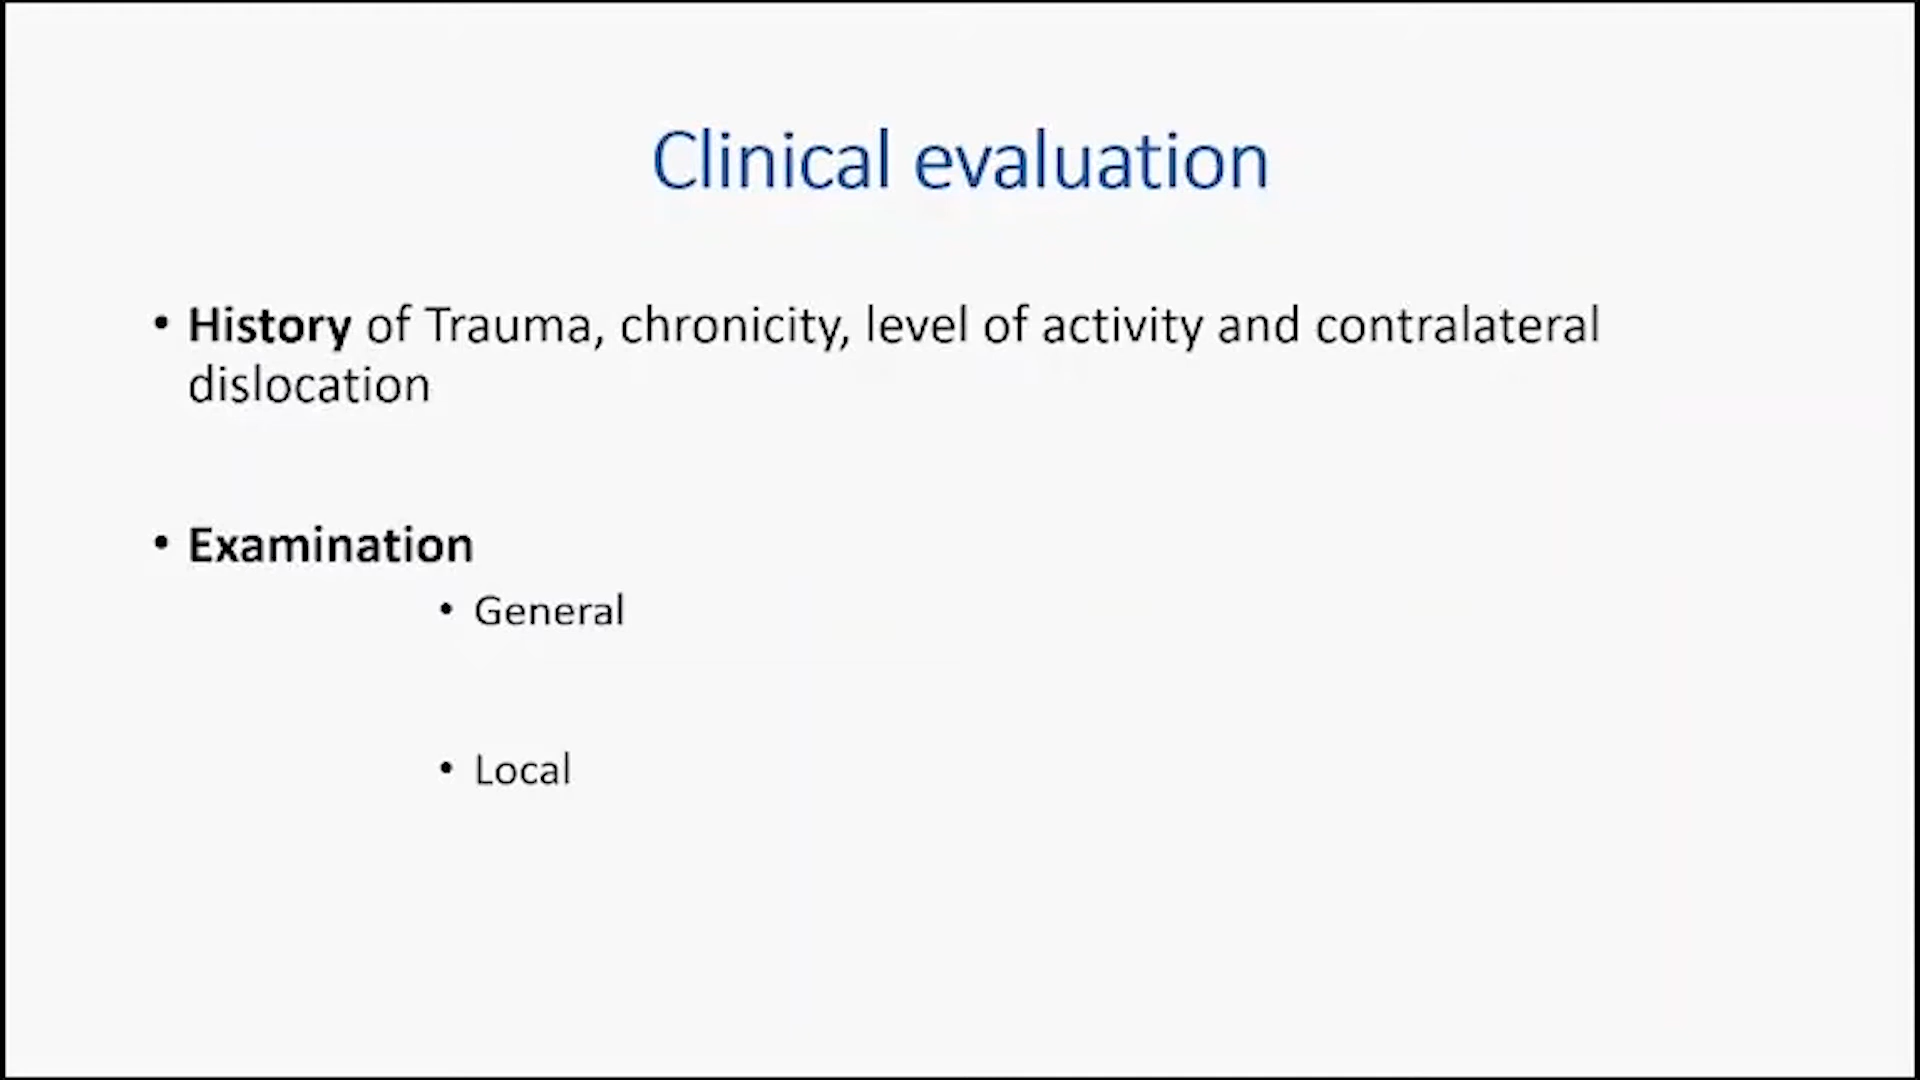 Clinical evaluation
• History of Trauma, chronicity, level of activity and contralateral
dislocation
• Examination
• General
• Local